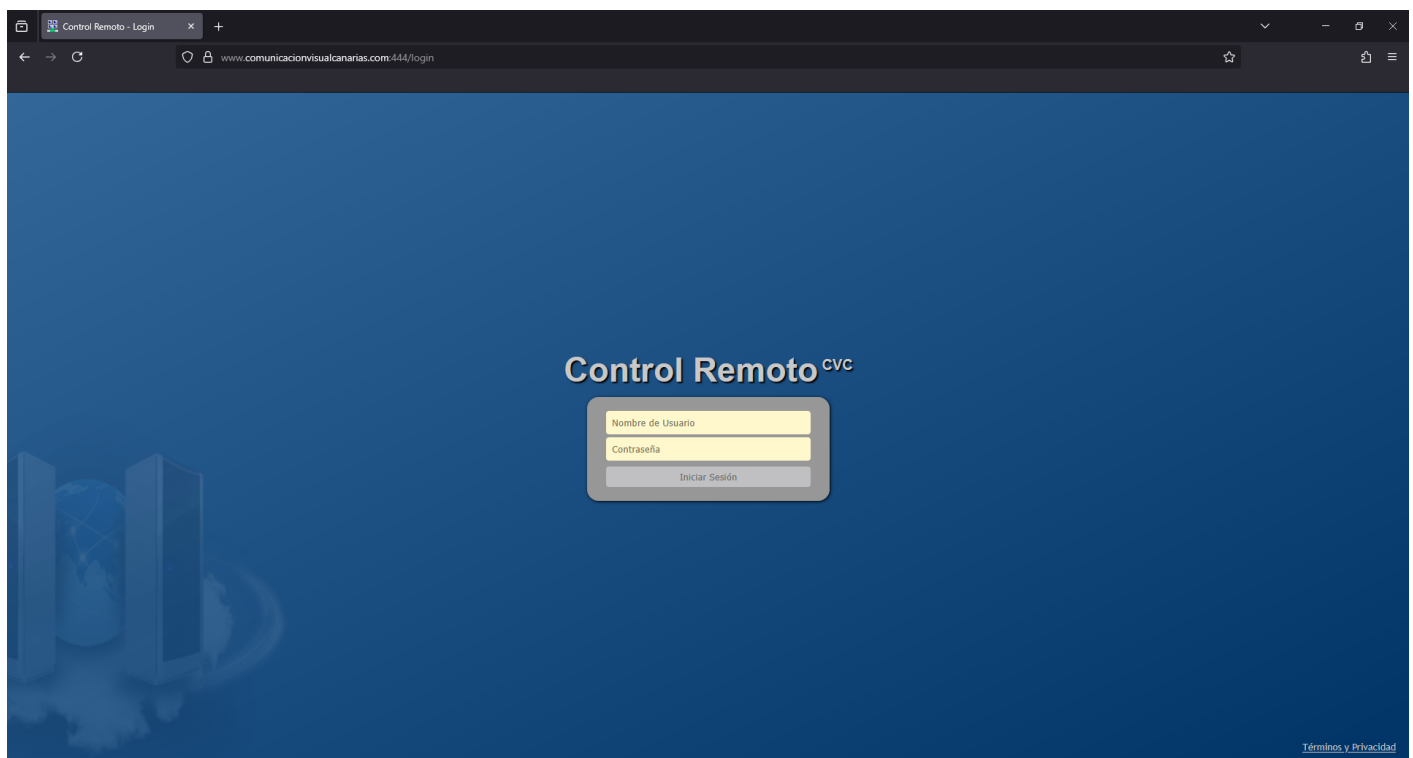 Control Remoto - Login
www.comunicacionvisualcanarias.com:444/login
Control Remoto CVC
Nombre de Usuario
Contraseña
Iniciar Sesión
Términos y Privacidad